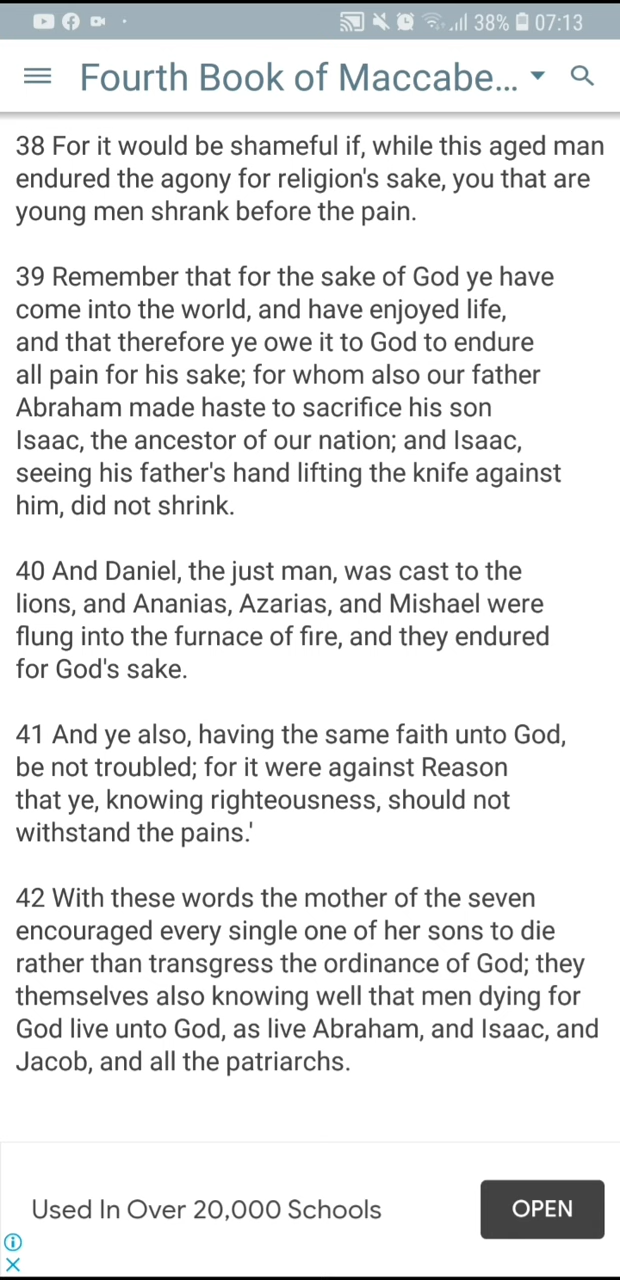 38% 07:13
Fourth Book of Maccabe...
38 For it would be shameful if, while this aged man
endured the agony for religion's sake, you that are
young men shrank before the pain.
39 Remember that for the sake of God ye have
come into the world, and have enjoyed life,
and that therefore ye owe it to God to endure
all pain for his sake; for whom also our father
Abraham made haste to sacrifice his son
Isaac, the ancestor of our nation; and Isaac,
seeing his father's hand lifting the knife against
him, did not shrink.
40 And Daniel, the just man, was cast to the
lions, and Ananias, Azarias, and Mishael were
flung into the furnace of fire, and they endured
for God's sake.
41 And ye also, having the same faith unto God,
be not troubled; for it were against Reason
that ye, knowing righteousness, should not
withstand the pains.'
42 With these words the mother of the seven
encouraged every single one of her sons to die
rather than transgress the ordinance of God; they
themselves also knowing well that men dying for
God live unto God, as live Abraham, and Isaac, and
Jacob, and all the patriarchs.
Used In Over 20,000 Schools
OPEN